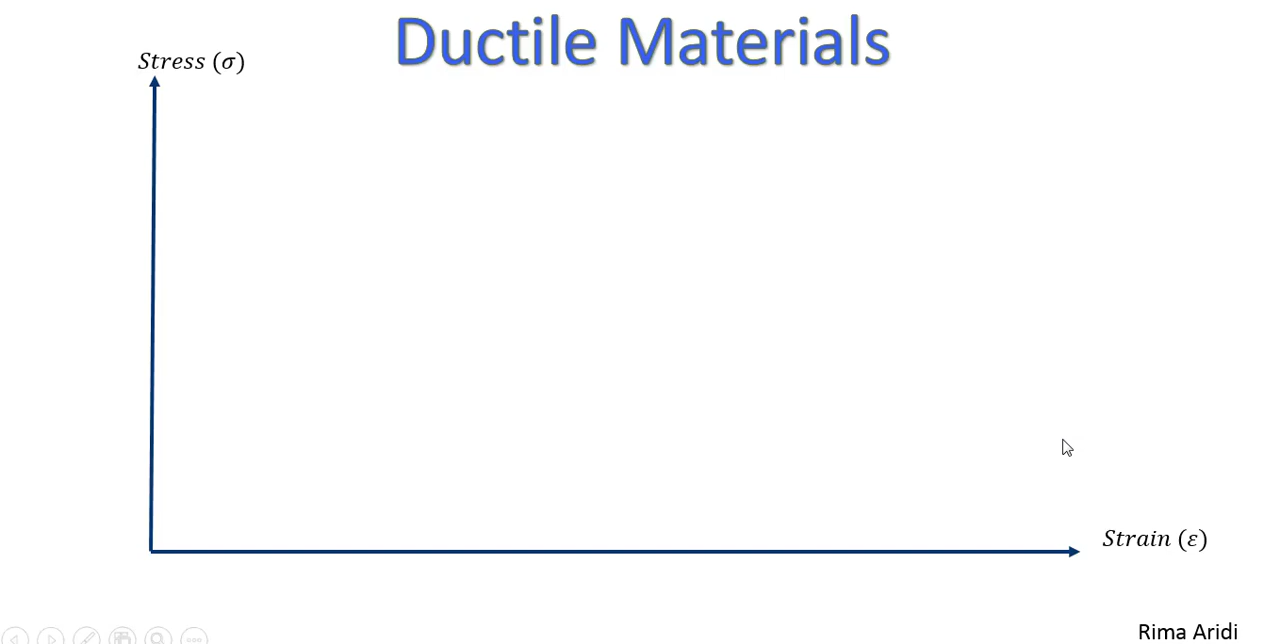 Ductile Materials
Stress (σ)
Strain (ε)
Rima Aridi